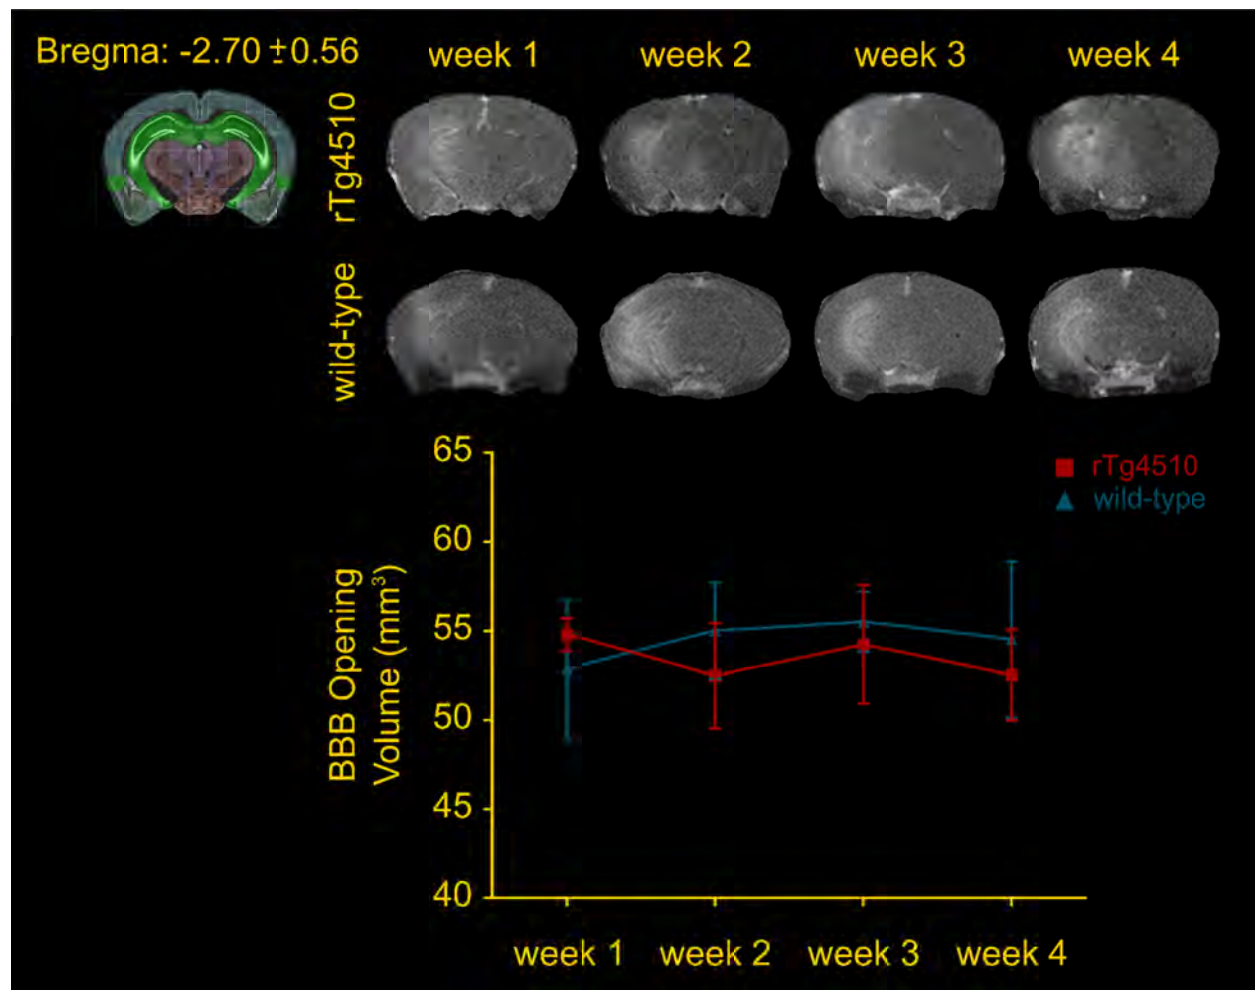 Bregma: -2.70 ±0.56
week 1
week 2
week 3
week 4
rTg4510
wild-type
65
60
55
50
45
40
BBB Opening
Volume (mm³)
rTg4510
wild-type
week 1
week 2
week 3
week 4